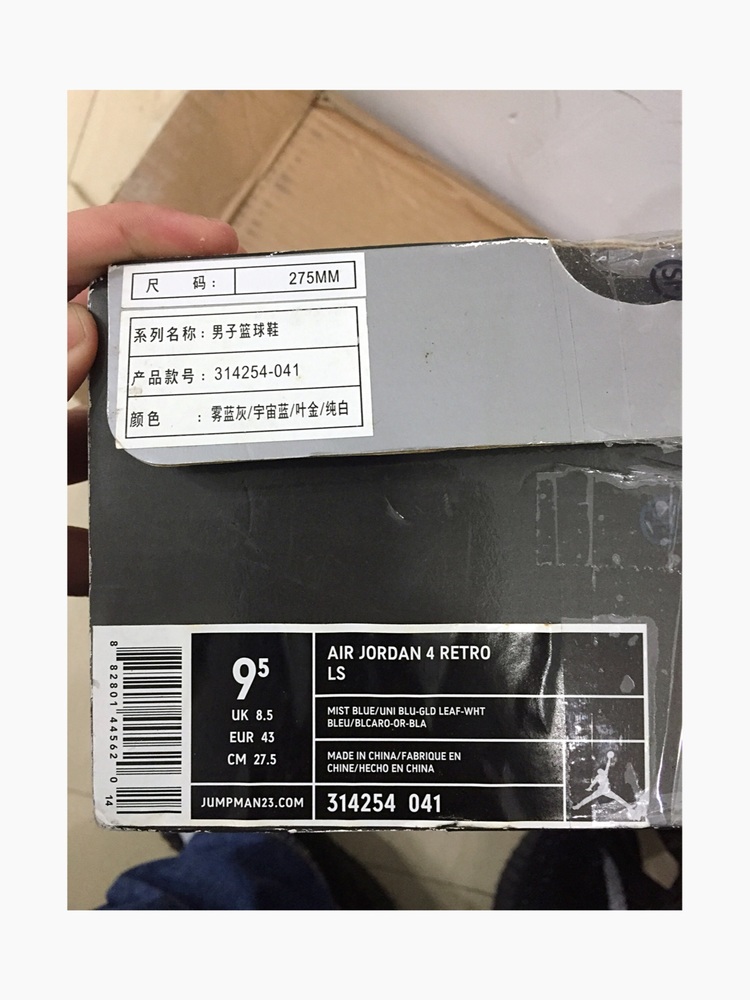 尺 码: 275MM
系列名称: 男子篮球鞋
产品款号: 314254-041
颜色 : 雾蓝灰/宇宙蓝/叶金/纯白
8 82801 44562 0 14
9⁵
UK 8.5
EUR 43
CM 27.5
JUMPMAN23.COM
AIR JORDAN 4 RETRO
LS
MIST BLUE/UNI BLU-GLD LEAF-WHT
BLEU/BLCARO-OR-BLA
MADE IN CHINA/FABRIQUE EN
CHINE/HECHO EN CHINA
314254 041